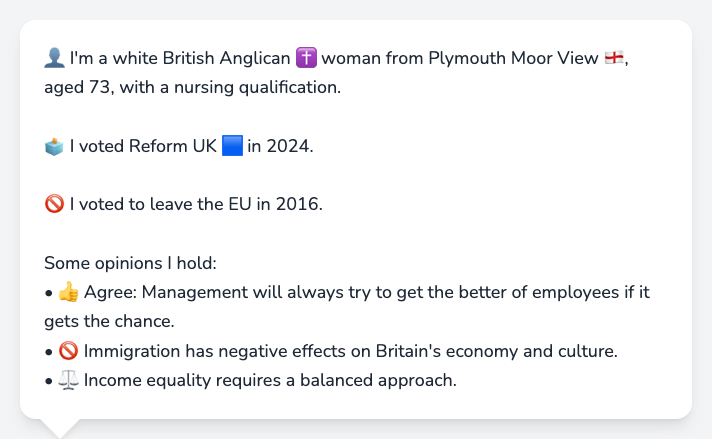 👤 I'm a white British Anglican ✝️ woman from Plymouth Moor View 🏴󠁧󠁢󠁥󠁮󠁧󠁿,
aged 73, with a nursing qualification.
🗳️ I voted Reform UK 🟦 in 2024.
🚫 I voted to leave the EU in 2016.
Some opinions I hold:
• 👍 Agree: Management will always try to get the better of employees if it
gets the chance.
• 🚫 Immigration has negative effects on Britain's economy and culture.
• ⚖️ Income equality requires a balanced approach.